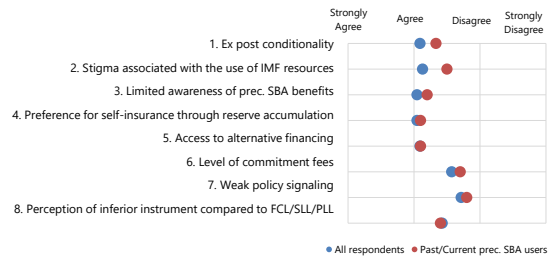 Strongly Agree
Agree
Disagree
Strongly Disagree
1. Ex post conditionality
2. Stigma associated with the use of IMF resources
3. Limited awareness of prec. SBA benefits
4. Preference for self-insurance through reserve accumulation
5. Access to alternative financing
6. Level of commitment fees
7. Weak policy signaling
8. Perception of inferior instrument compared to FCL/SLL/PLL
All respondents
Past/Current prec. SBA users